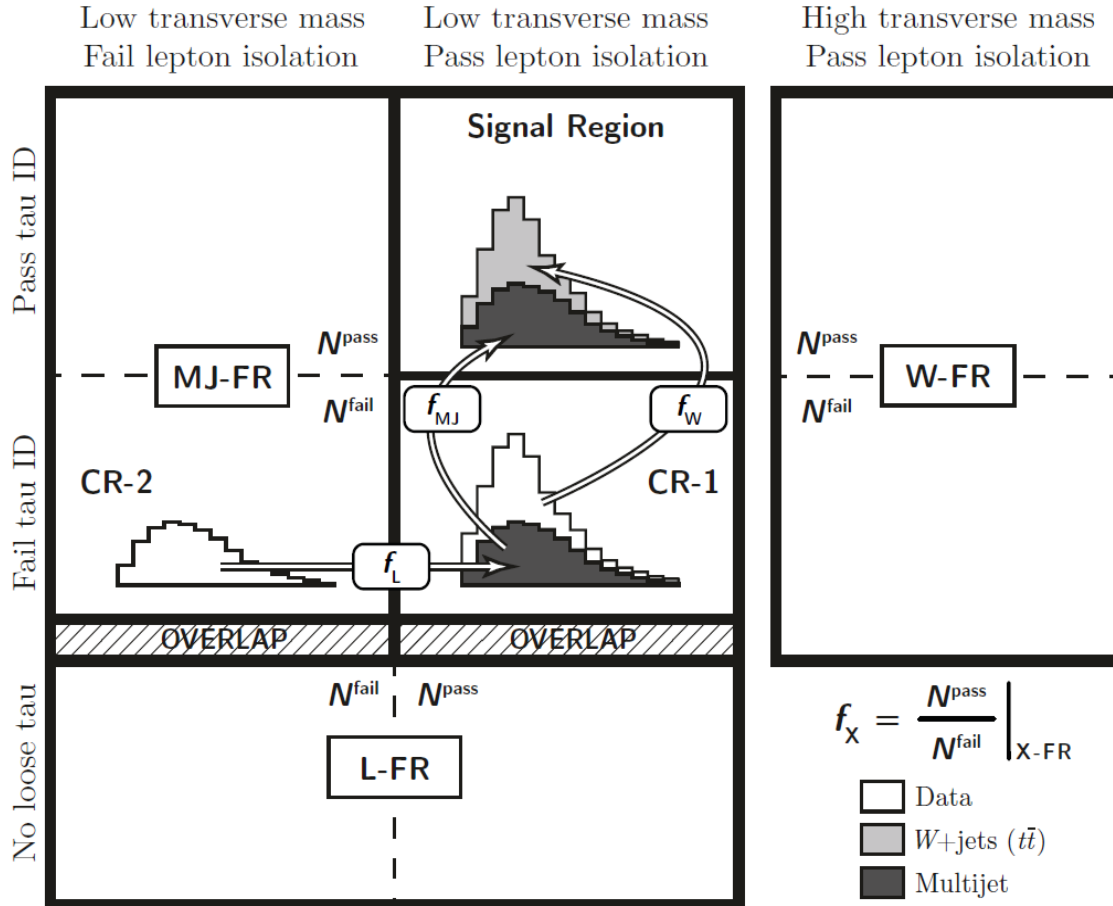 Low transverse mass
Fail lepton isolation
Low transverse mass
Pass lepton isolation
High transverse mass
Pass lepton isolation
Pass tau ID
Fail tau ID
No loose tau
Signal Region
N^pass
MJ-FR
N^fail
f_MJ
f_W
N^pass
W-FR
N^fail
CR-2
CR-1
f_L
OVERLAP
OVERLAP
N^fail
N^pass
L-FR
f_X = N^pass / N^fail |_X-FR
Data
W+jets (tt̄)
Multijet